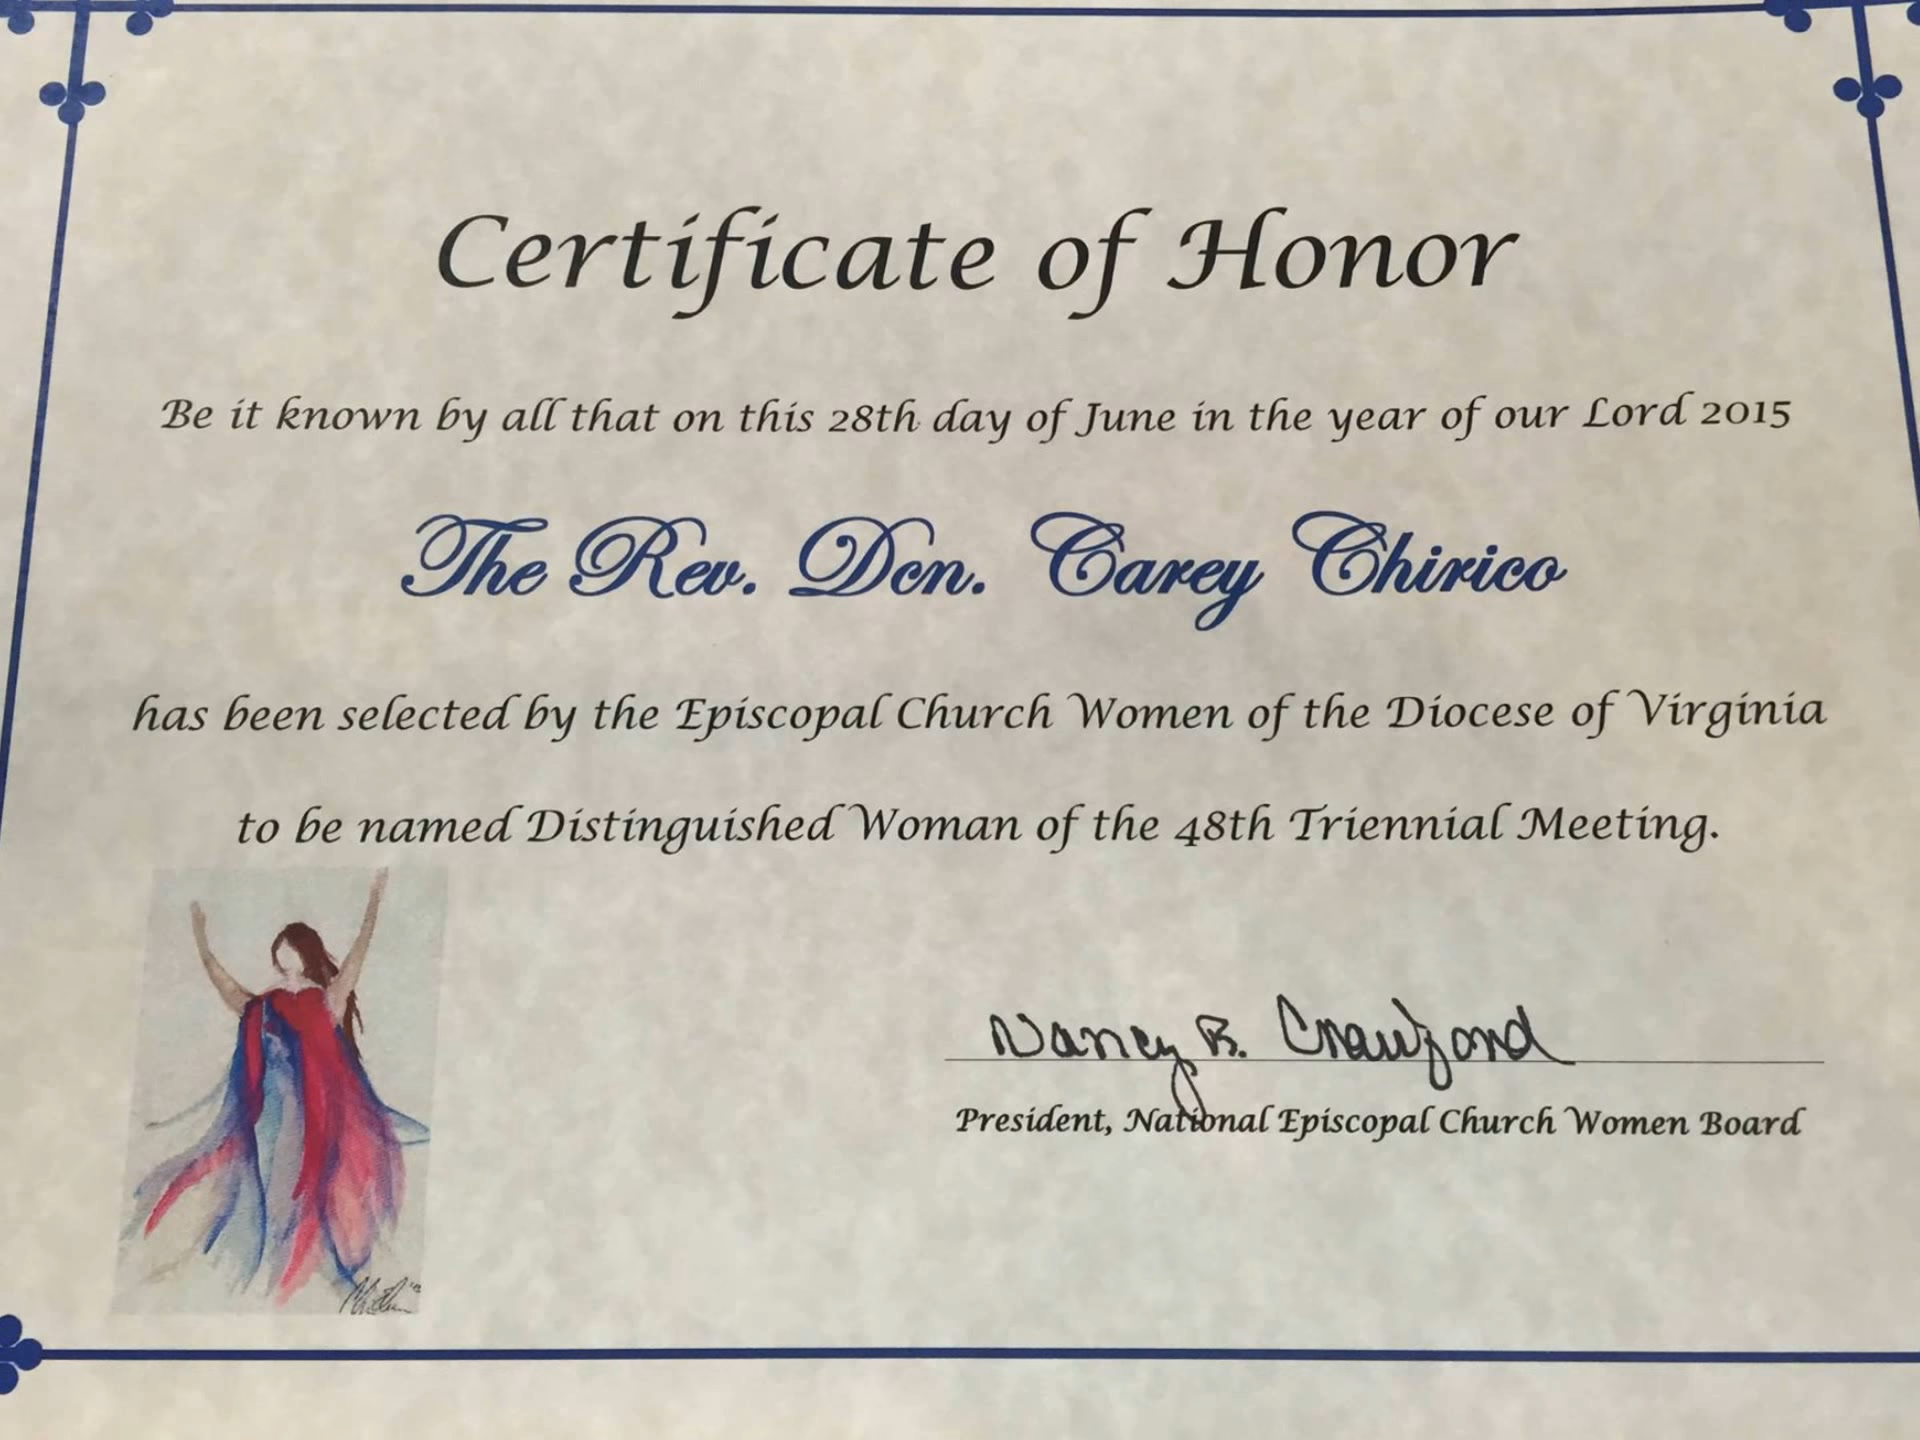 Certificate of Honor
Be it known by all that on this 28th day of June in the year of our Lord 2015
The Rev. Dcn. Carey Chirico
has been selected by the Episcopal Church Women of the Diocese of Virginia
to be named Distinguished Woman of the 48th Triennial Meeting.
Nancy R. Crawford
President, National Episcopal Church Women Board